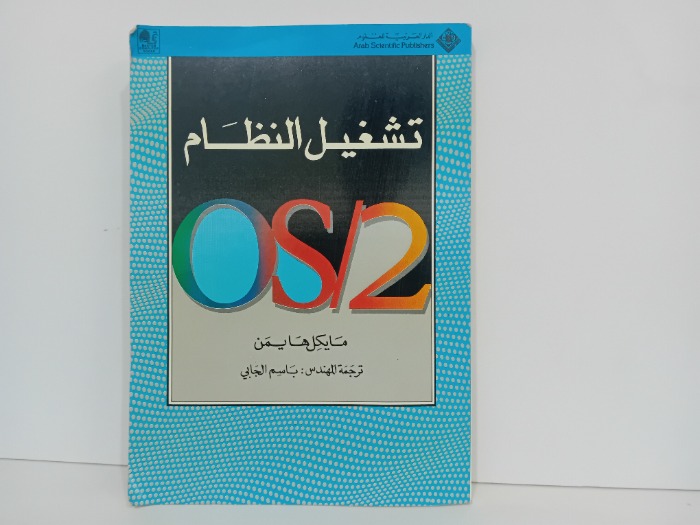 الدار العربية للعلوم
Arab Scientific Publishers
تشغيل النظام
OS/2
مايكل هايمن
ترجمة المهندس: باسم الجابي